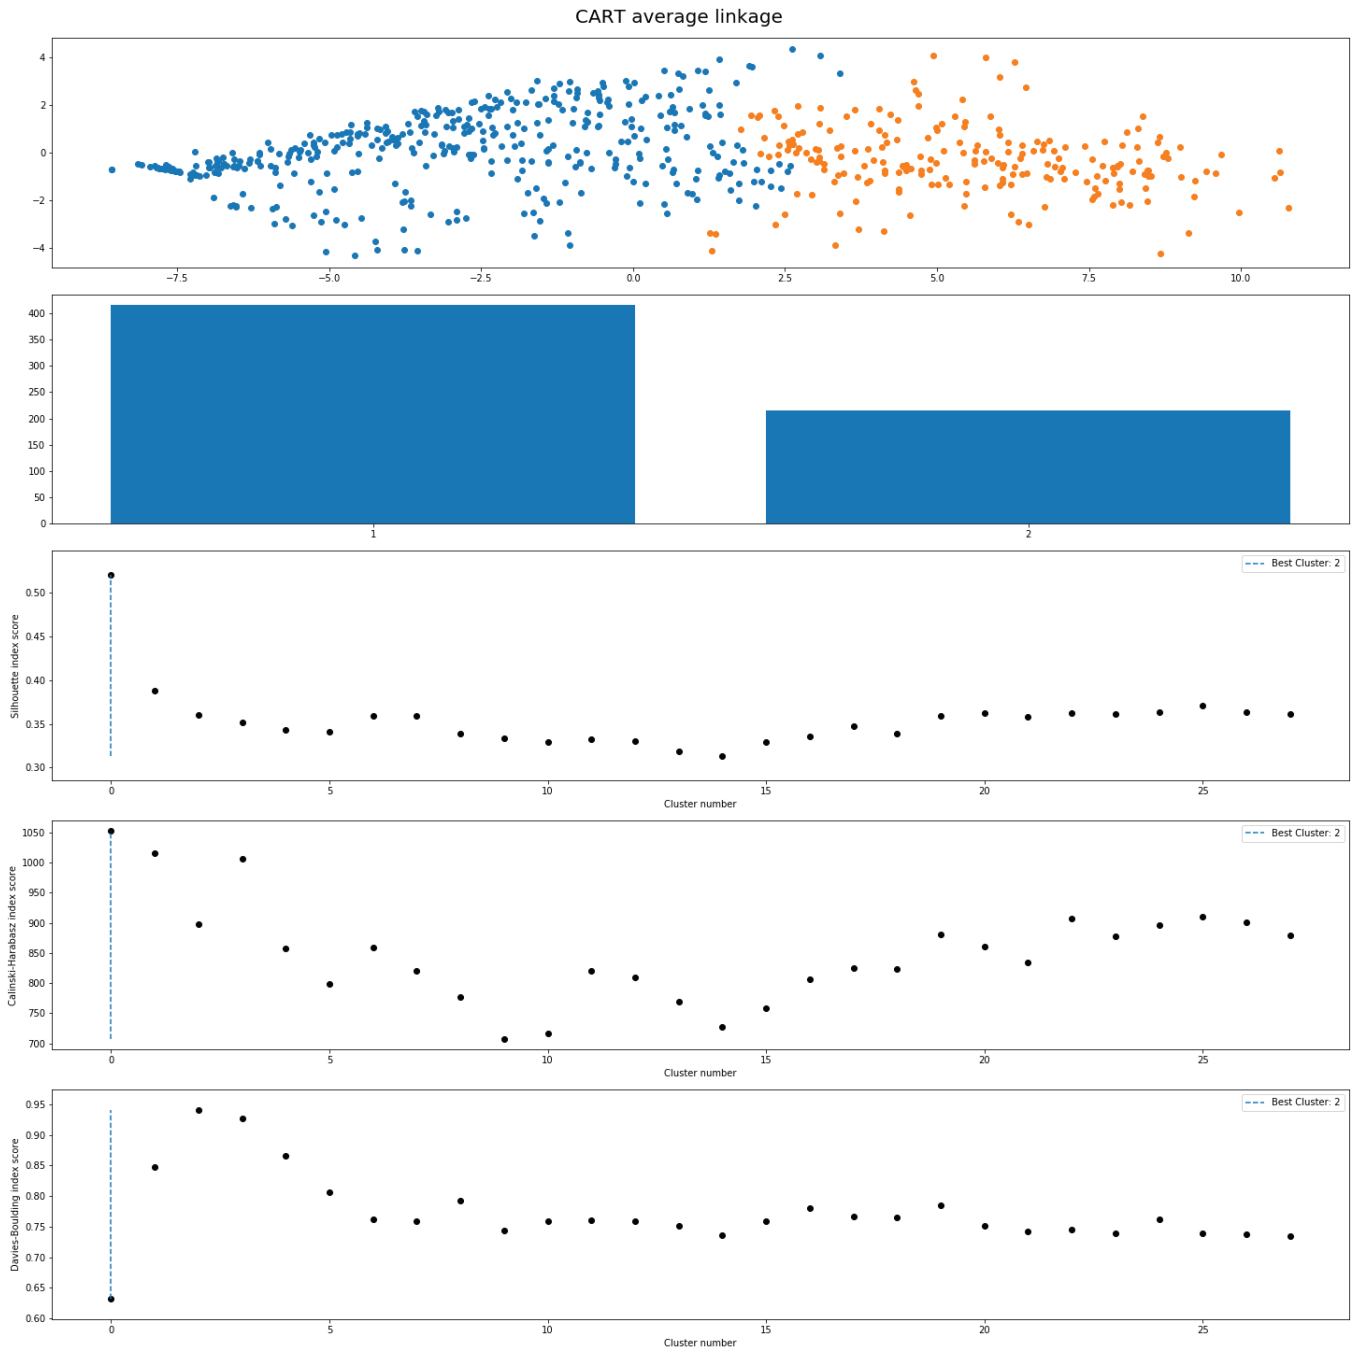 CART average linkage
4
2
0
−2
−4
−7.5 −5.0 −2.5 0.0 2.5 5.0 7.5 10.0
400
350
300
250
200
150
100
50
0
1 2
Silhouette index score
Best Cluster: 2
0.50
0.45
0.40
0.35
0.30
0 5 10 15 20 25
Cluster number
Calinski-Harabasz index score
Best Cluster: 2
1050
1000
950
900
850
800
750
700
0 5 10 15 20 25
Cluster number
Davies-Boulding index score
Best Cluster: 2
0.95
0.90
0.85
0.80
0.75
0.70
0.65
0.60
0 5 10 15 20 25
Cluster number